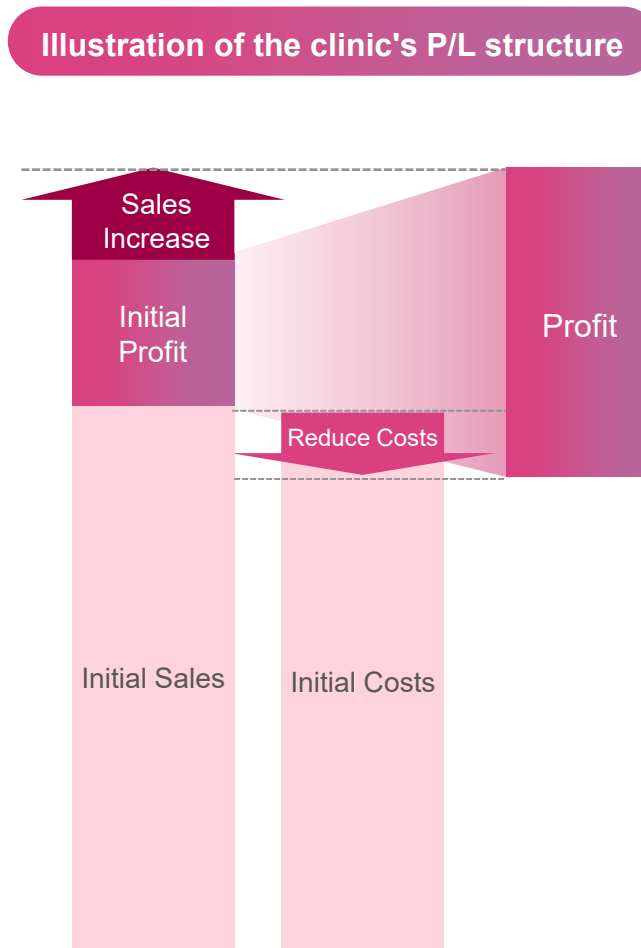 Illustration of the clinic's P/L structure
Sales
Increase
Initial
Profit
Profit
Reduce Costs
Initial Sales
Initial Costs